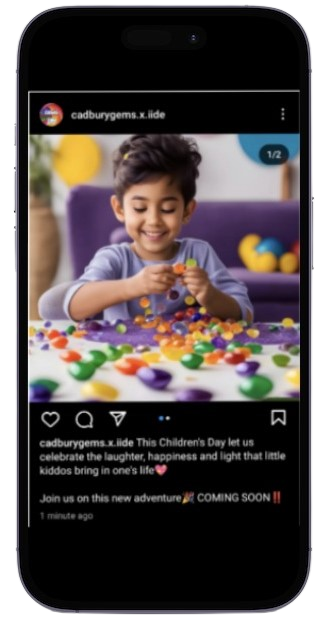 cadburygems.x.iide
1/2
cadburygems.x.iide This Children's Day let us
celebrate the laughter, happiness and light that little
kiddos bring in one's life💖
Join us on this new adventure🎉 COMING SOON‼️
1 minute ago